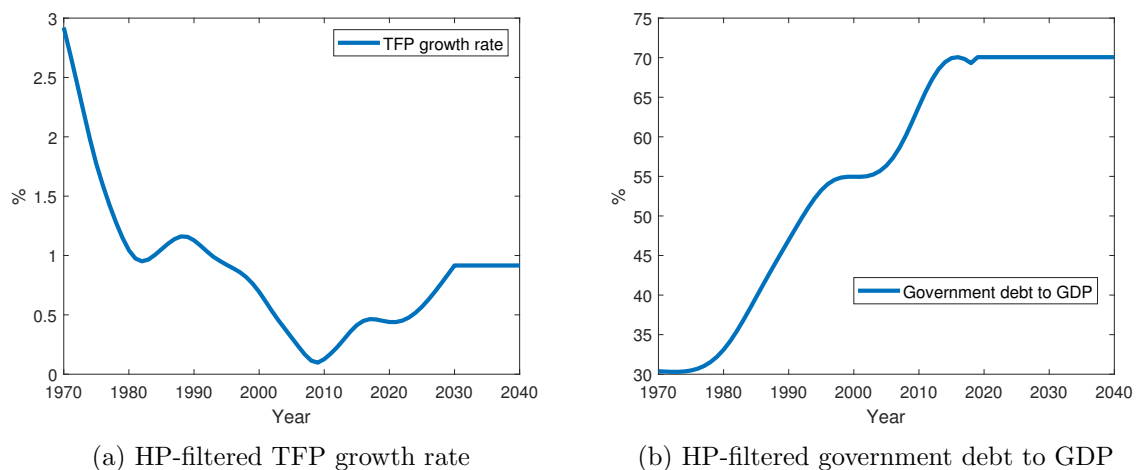 3
2.5
2
1.5
1
0.5
0
%
TFP growth rate
1970 1980 1990 2000 2010 2020 2030 2040
Year
(a) HP-filtered TFP growth rate
75
70
65
60
55
50
45
40
35
30
%
Government debt to GDP
1970 1980 1990 2000 2010 2020 2030 2040
Year
(b) HP-filtered government debt to GDP